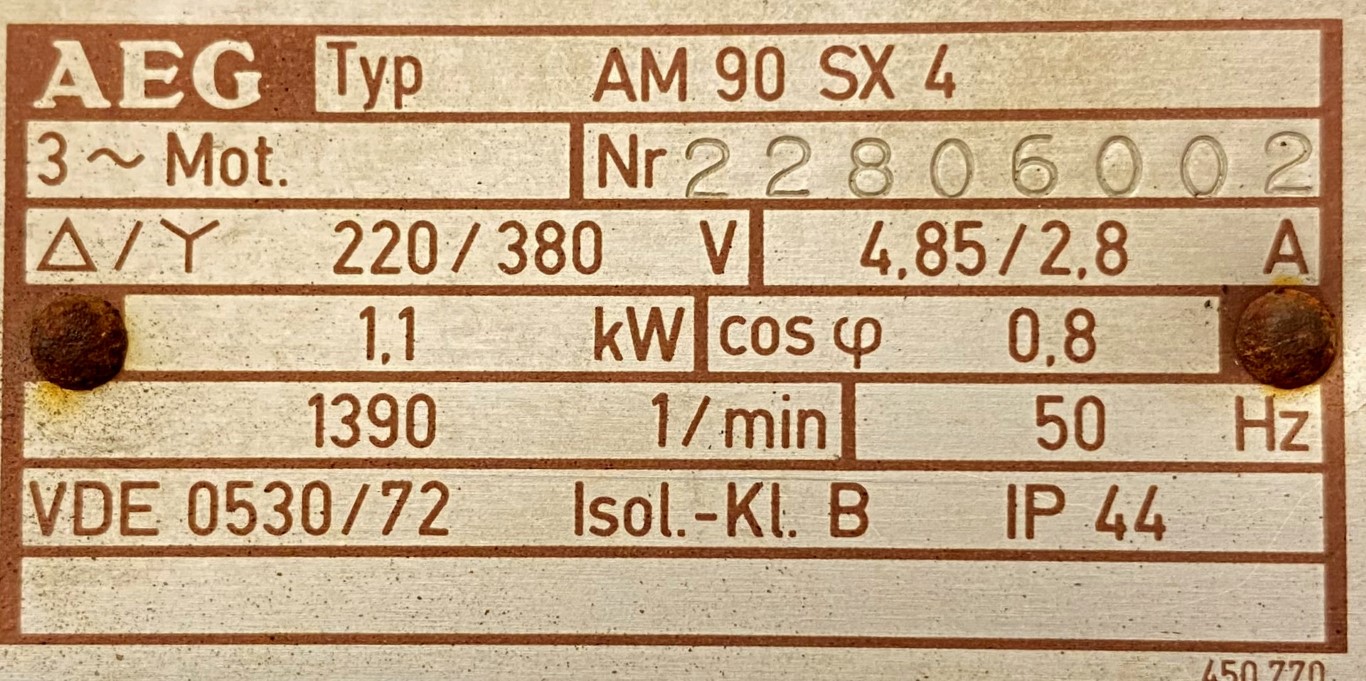 AEG Typ AM 90 SX 4
3 ~ Mot. Nr 22806002
Δ/Y 220/380 V 4,85/2,8 A
1,1 kW cos φ 0,8
1390 1/min 50 Hz
VDE 0530/72 Isol.-Kl. B IP 44
450 770